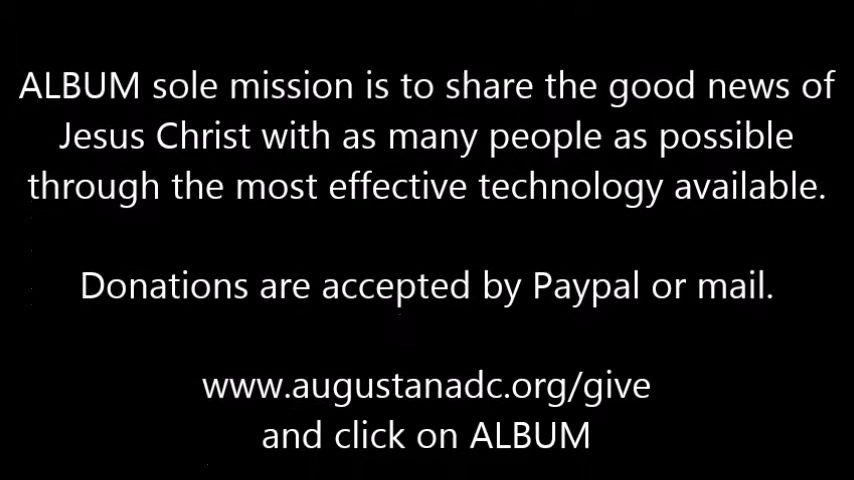 ALBUM sole mission is to share the good news of
Jesus Christ with as many people as possible
through the most effective technology available.
Donations are accepted by Paypal or mail.
www.augustanadc.org/give
and click on ALBUM